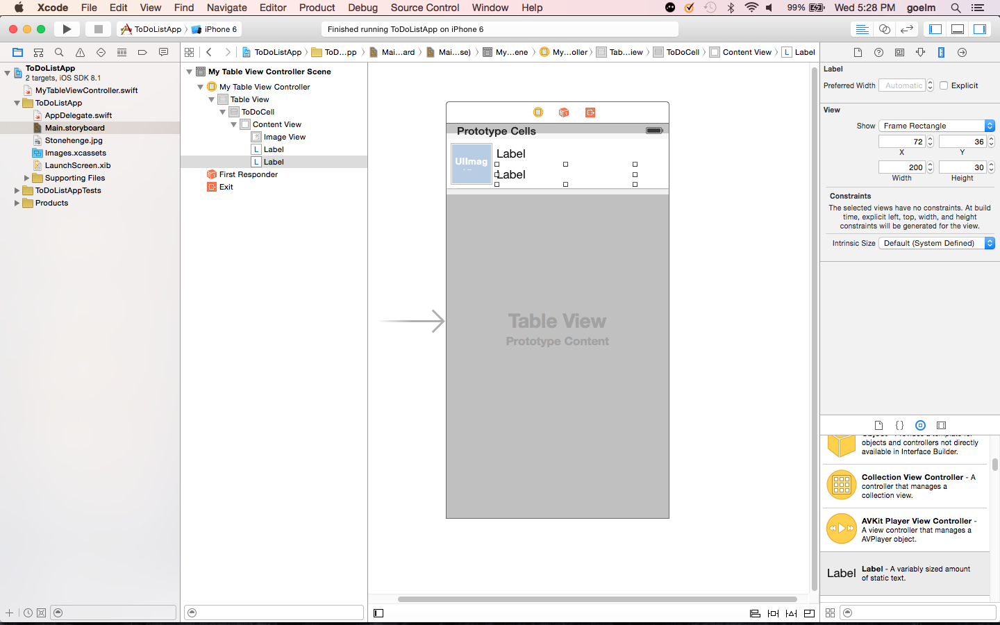 Xcode File Edit View Find Navigate Editor Product Debug Source Control Window Help 99% Wed 5:28 PM goelm
ToDoListApp iPhone 6 Finished running ToDoListApp on iPhone 6
ToDoListApp ToD...pp Mai...ard Mai...se) My...ene My...oller Tab...iew ToDoCell Content View L Label
ToDoListApp
2 targets, iOS SDK 8.1
MyTableViewController.swift
ToDoListApp
AppDelegate.swift
Main.storyboard
Stonehenge.jpg
Images.xcassets
LaunchScreen.xib
Supporting Files
ToDoListAppTests
Products
My Table View Controller Scene
My Table View Controller
Table View
ToDoCell
Content View
Image View
L Label
L Label
First Responder
Exit
Prototype Cells
UIImag
Label
Label
Table View
Prototype Content
Label
Preferred Width Automatic Explicit
View
Show Frame Rectangle
72 36
X Y
200 30
Width Height
Constraints
The selected views have no constraints. At build
time, explicit left, top, width, and height
constraints will be generated for the view.
Intrinsic Size Default (System Defined)
objects and controllers not directly
available in Interface Builder.
Collection View Controller - A
controller that manages a
collection view.
AVKit Player View Controller -
A view controller that manages a
AVPlayer object.
Label
Label - A variably sized amount
of static text.